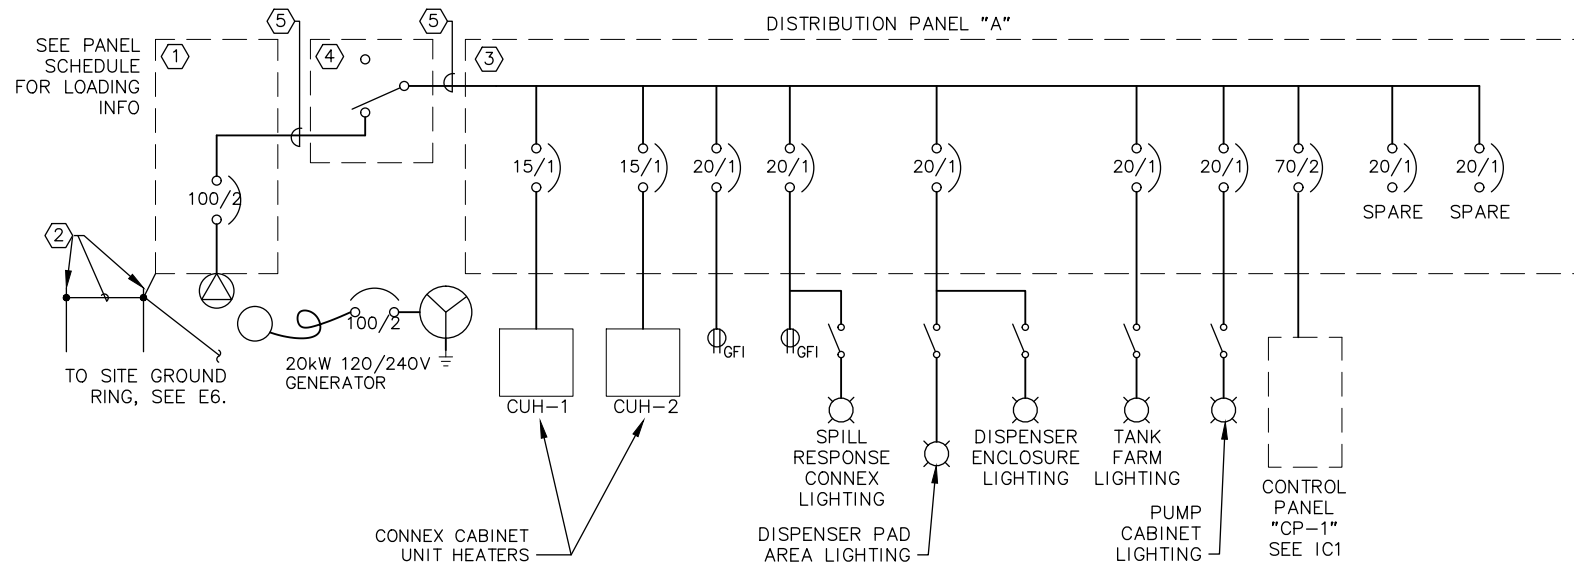 DISTRIBUTION PANEL "A"
SEE PANEL
SCHEDULE
FOR LOADING
INFO
1
5
4
5
3
100/2
15/1
15/1
20/1
20/1
20/1
20/1
20/1
70/2
20/1
20/1
SPARE
SPARE
2
TO SITE GROUND
RING, SEE E6.
100/2
20kW 120/240V
GENERATOR
CUH-1
CUH-2
GFI
GFI
CONNEX CABINET
UNIT HEATERS
SPILL
RESPONSE
CONNEX
LIGHTING
DISPENSER PAD
AREA LIGHTING
DISPENSER
ENCLOSURE
LIGHTING
TANK
FARM
LIGHTING
PUMP
CABINET
LIGHTING
CONTROL
PANEL
"CP-1"
SEE IC1